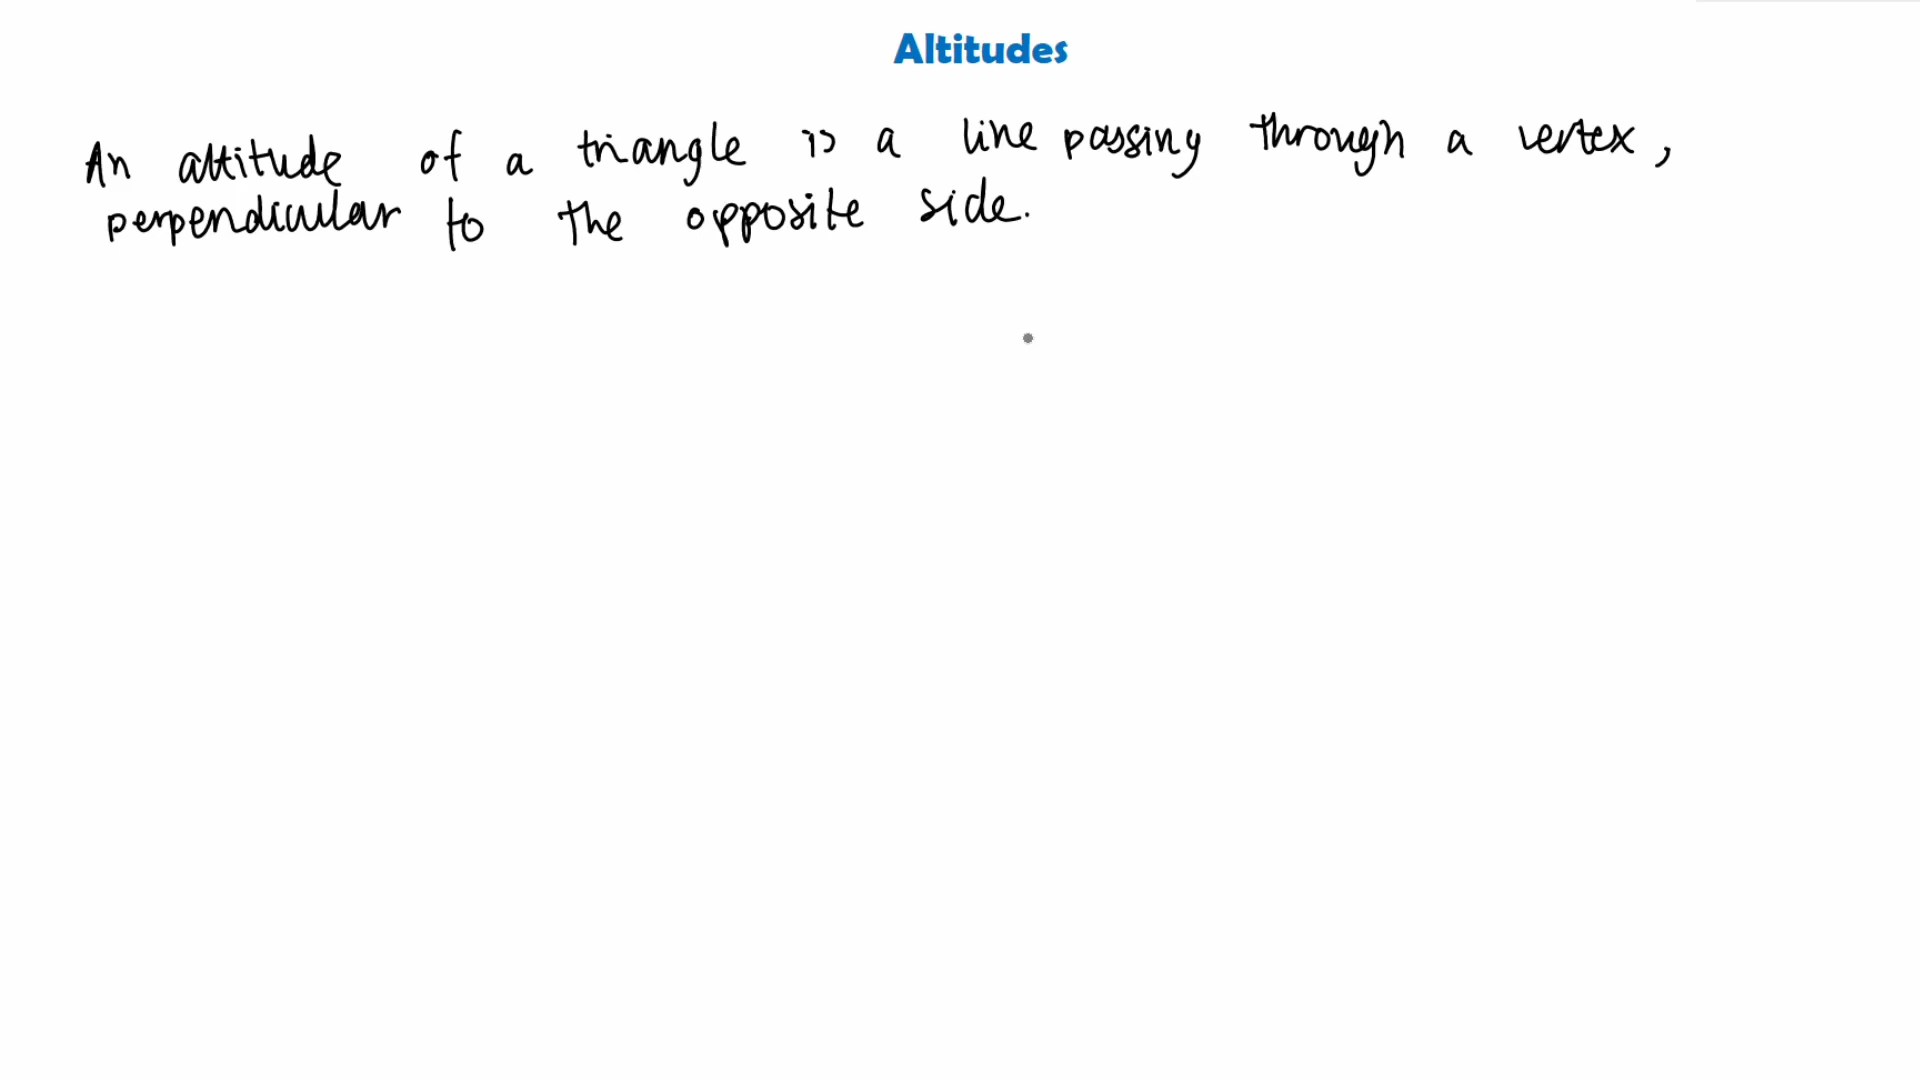 Altitudes
An altitude of a triangle is a line passing through a vertex,
perpendicular to the opposite side.